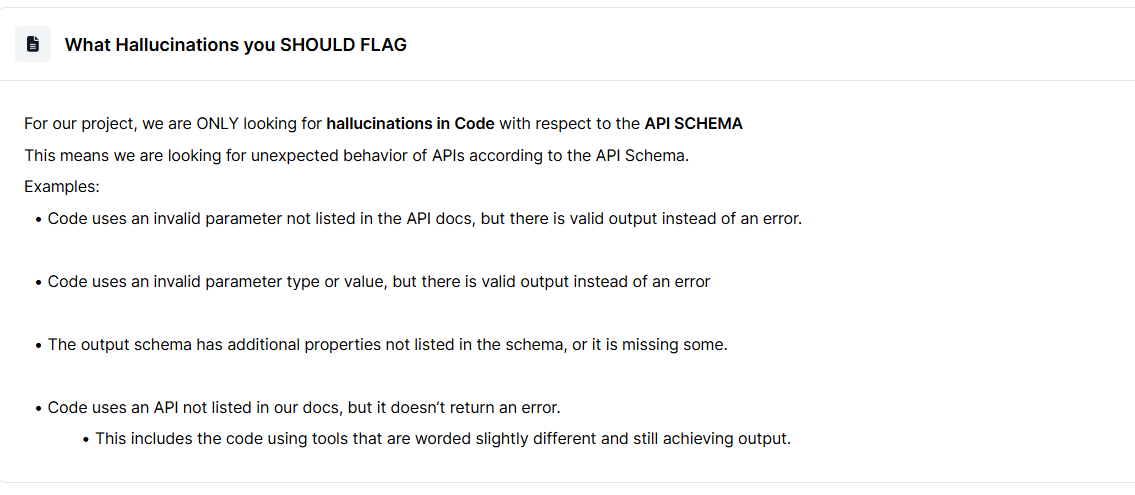 What Hallucinations you SHOULD FLAG
For our project, we are ONLY looking for hallucinations in Code with respect to the API SCHEMA
This means we are looking for unexpected behavior of APIs according to the API Schema.
Examples:
• Code uses an invalid parameter not listed in the API docs, but there is valid output instead of an error.
• Code uses an invalid parameter type or value, but there is valid output instead of an error
• The output schema has additional properties not listed in the schema, or it is missing some.
• Code uses an API not listed in our docs, but it doesn’t return an error.
• This includes the code using tools that are worded slightly different and still achieving output.